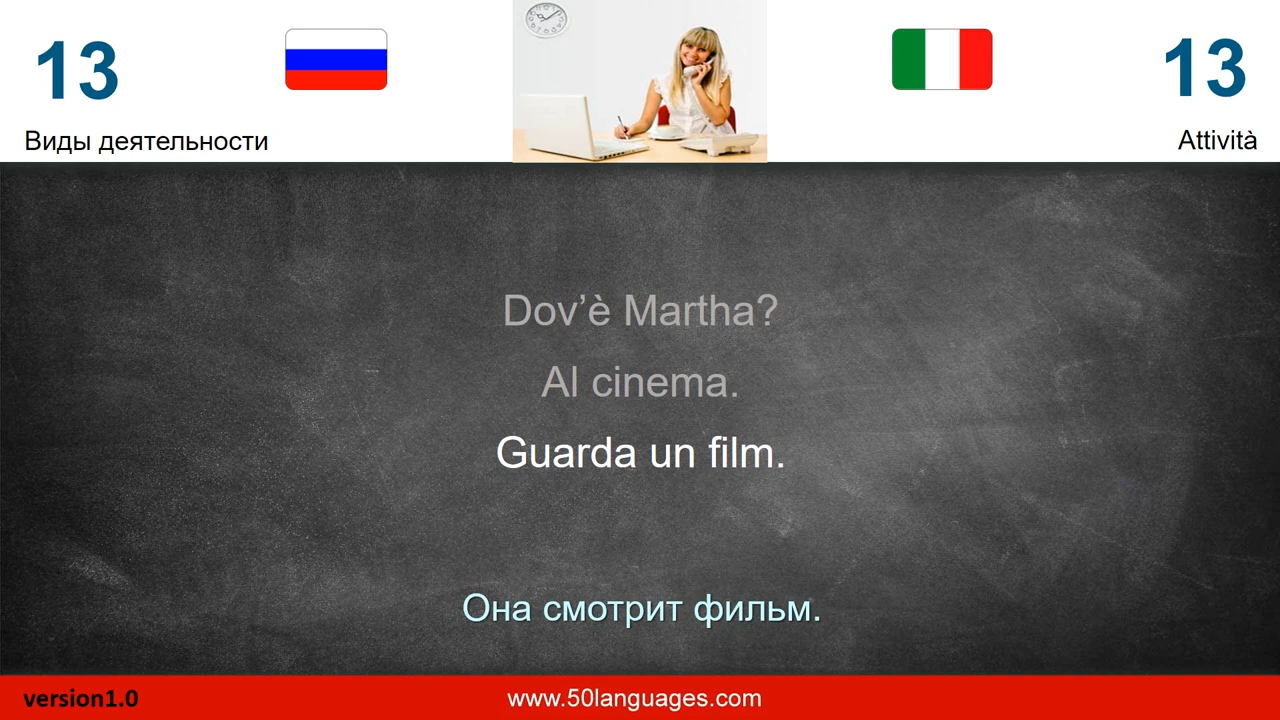 13
13
Виды деятельности
Attività
Dov’è Martha?
Al cinema.
Guarda un film.
Она смотрит фильм.
version1.0
www.50languages.com